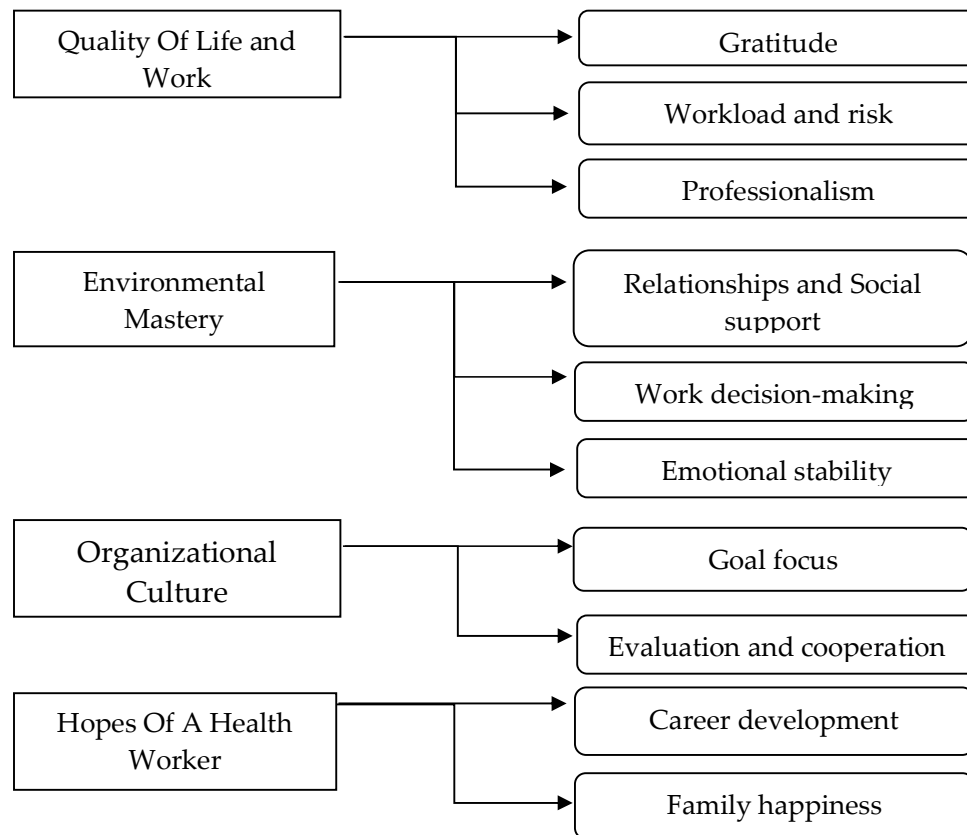 Quality Of Life and
Work
Gratitude
Workload and risk
Professionalism
Environmental
Mastery
Relationships and Social
support
Work decision-making
Emotional stability
Organizational
Culture
Goal focus
Evaluation and cooperation
Hopes Of A Health
Worker
Career development
Family happiness